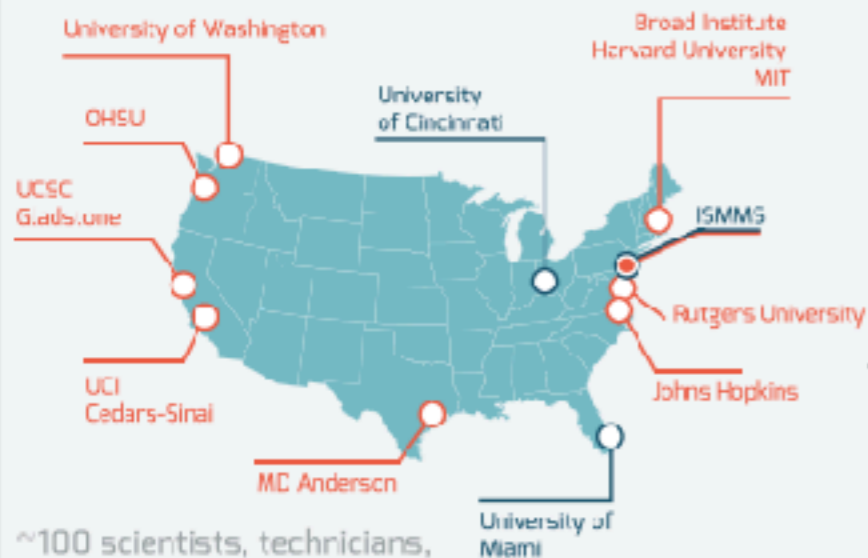 University of Washington
Broad Institute
Harvard University
MIT
OHSU
University
of Cincinnati
UCSC
Gladstone
ISMMS
Rutgers University
UCI
Cedars-Sinai
Johns Hopkins
MD Anderson
University of
Miami
~100 scientists, technicians,